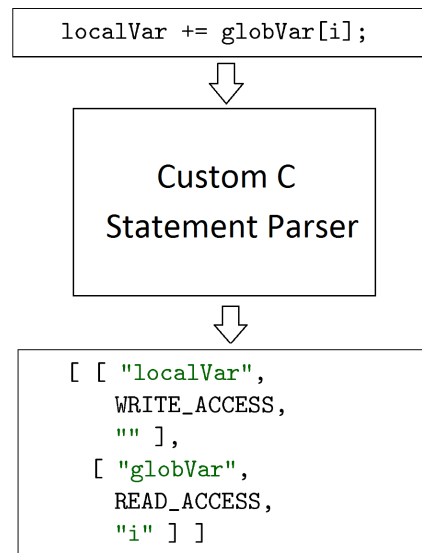 localVar += globVar[i];
Custom C
Statement Parser
[ [ "localVar",
WRITE_ACCESS,
"" ],
[ "globVar",
READ_ACCESS,
"i" ] ]